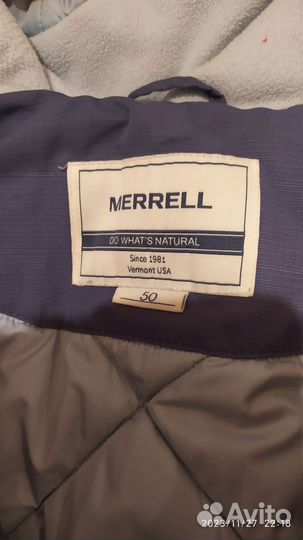 MERRELL
DO WHAT'S NATURAL
Since 1981
Vermont USA
50
2023/11/27 22:18
Avito